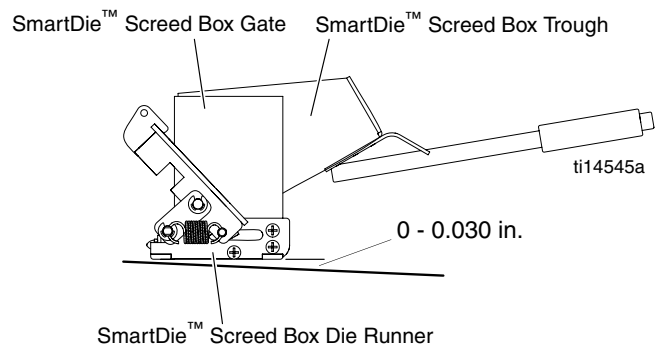 SmartDie™ Screed Box Gate
SmartDie™ Screed Box Trough
ti14545a
0 - 0.030 in.
SmartDie™ Screed Box Die Runner